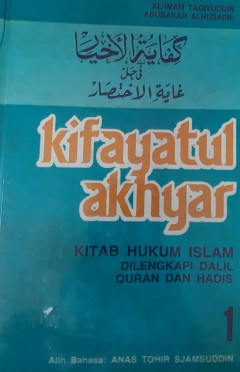 AL-IMAM TAQIYUDDIN
ABUBAKAR ALHUSAINI
كفاية الأخيار
في حل
غاية الاختصار
kifayatul
akhyar
KITAB HUKUM ISLAM
DILENGKAPI DALIL
QURAN DAN HADIS
1
Alih Bahasa: ANAS TOHIR SJAMSUDDIN